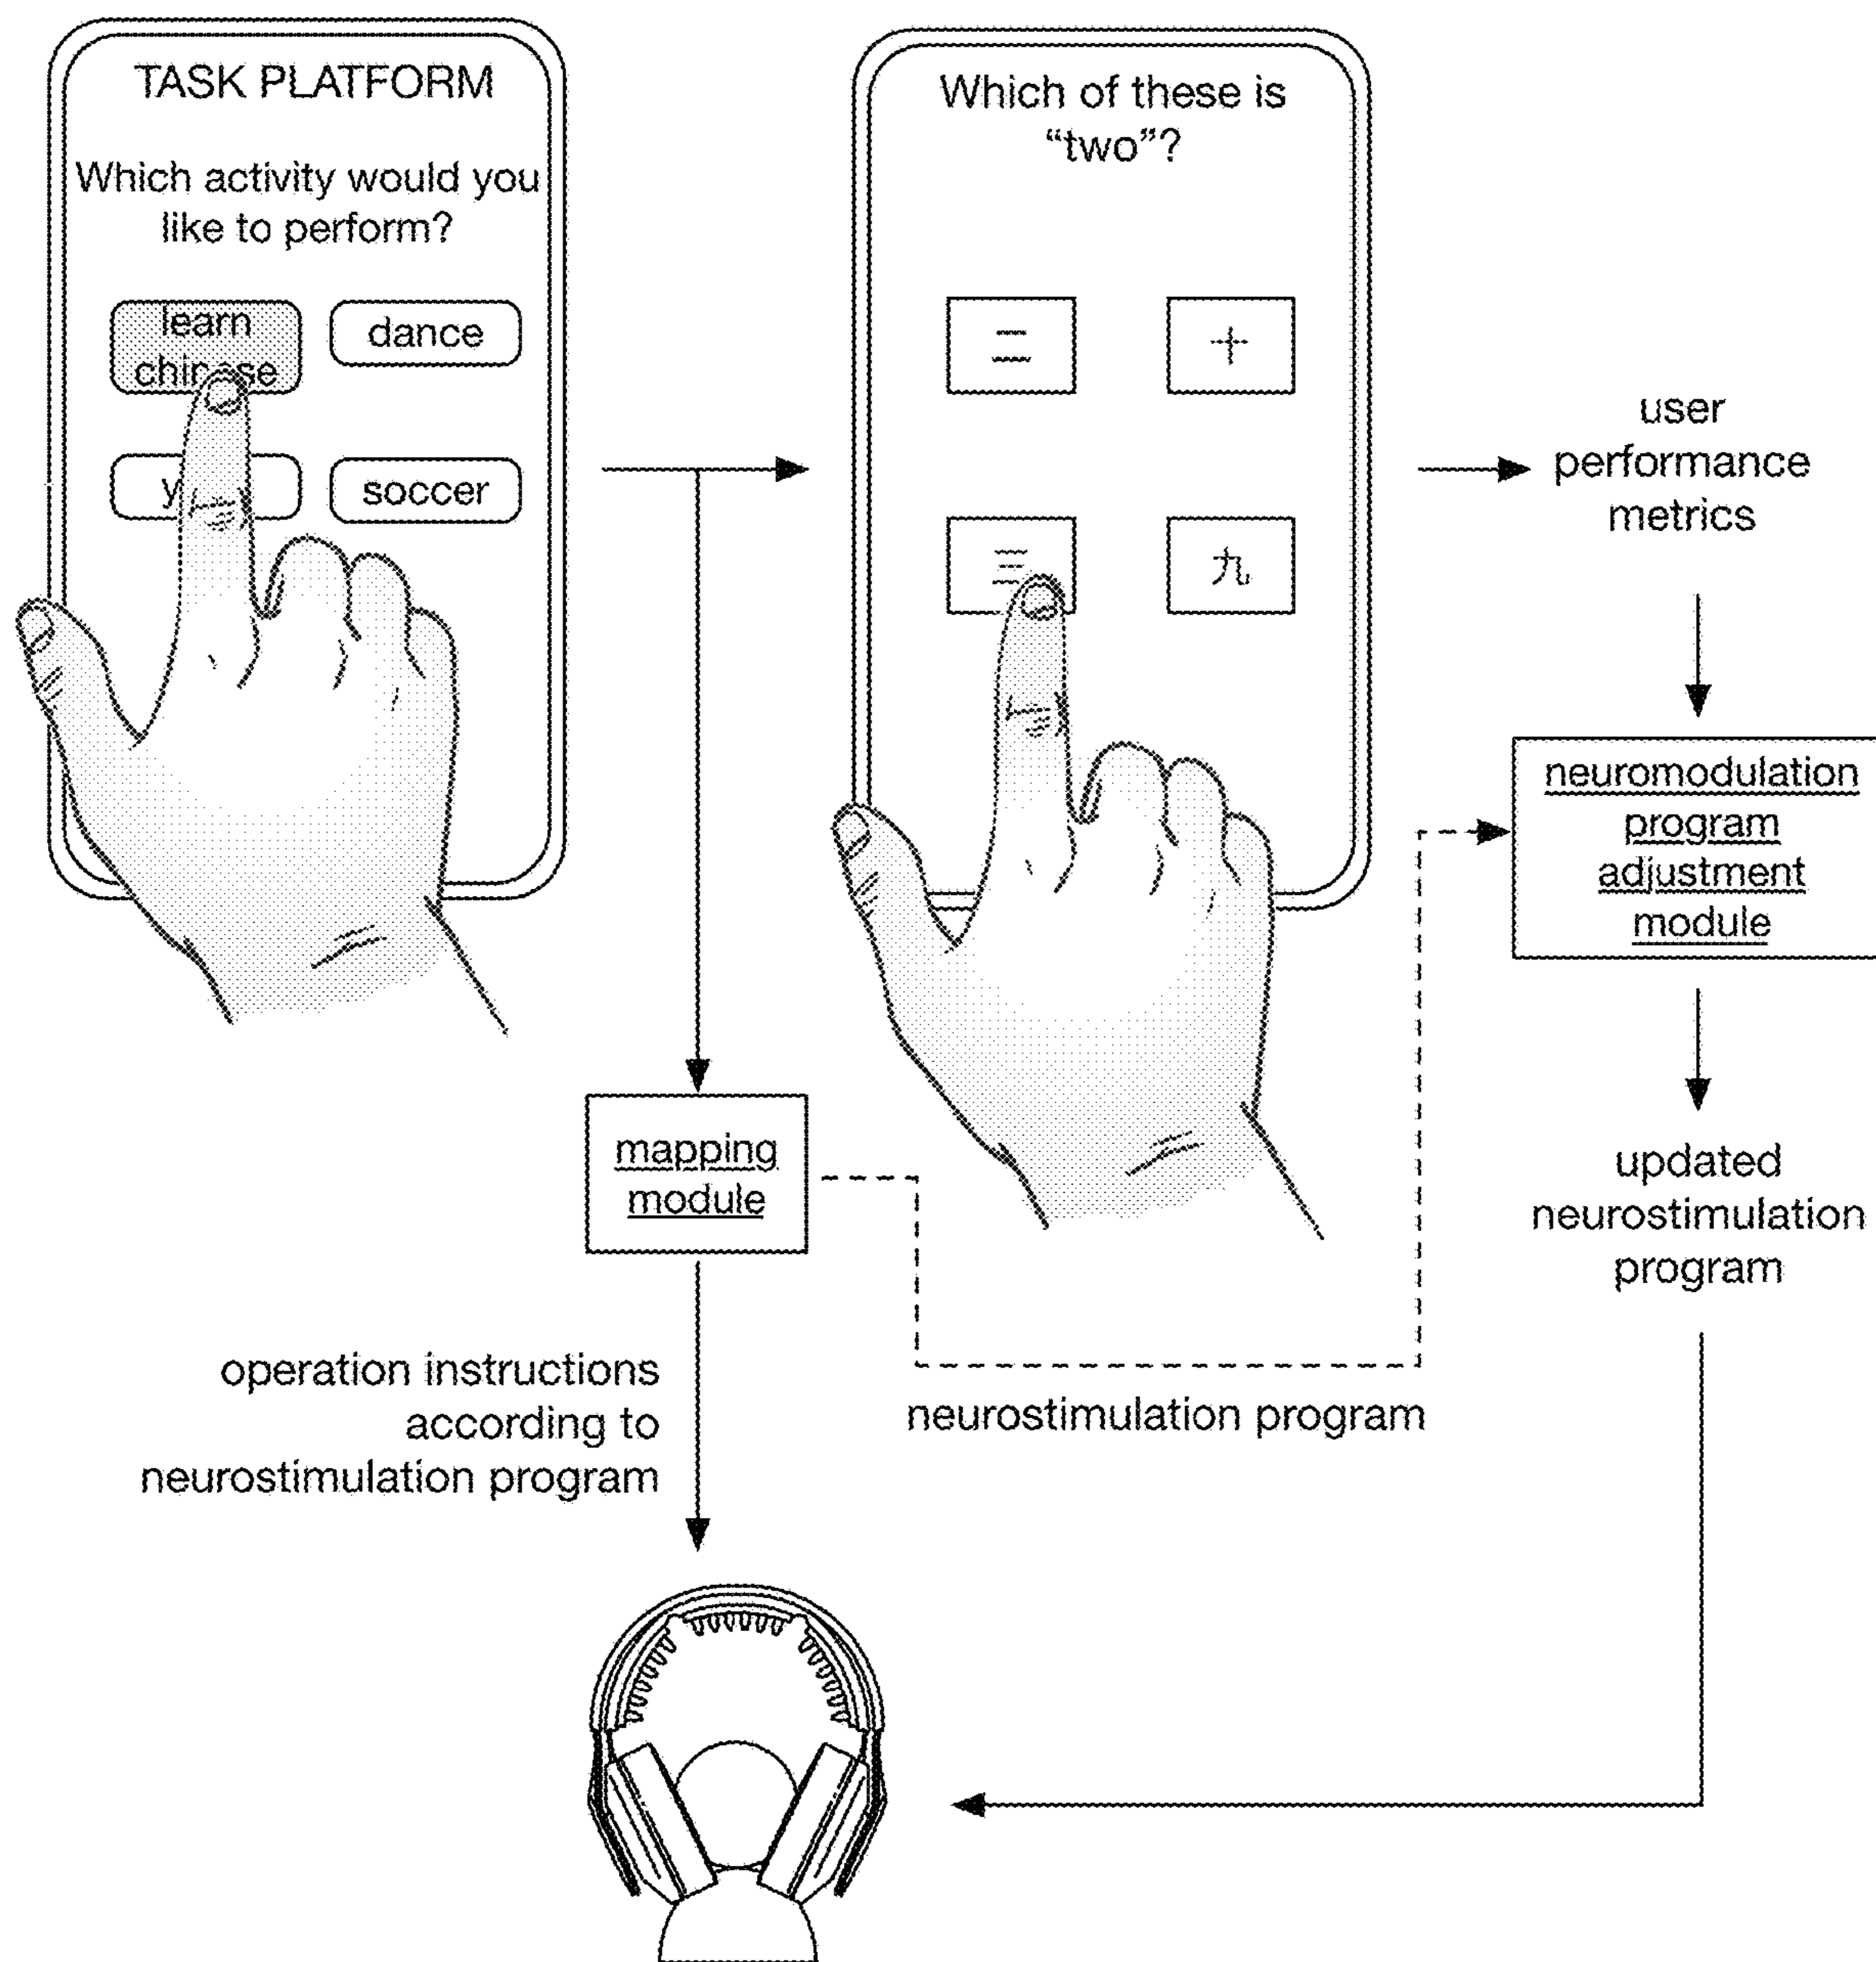 TASK PLATFORM
Which activity would you
like to perform?
learn
chinese
dance
soccer
Which of these is
“two”?
二
十
三
九
user
performance
metrics
neuromodulation
program
adjustment
module
mapping
module
updated
neurostimulation
program
operation instructions
according to
neurostimulation program
neurostimulation program